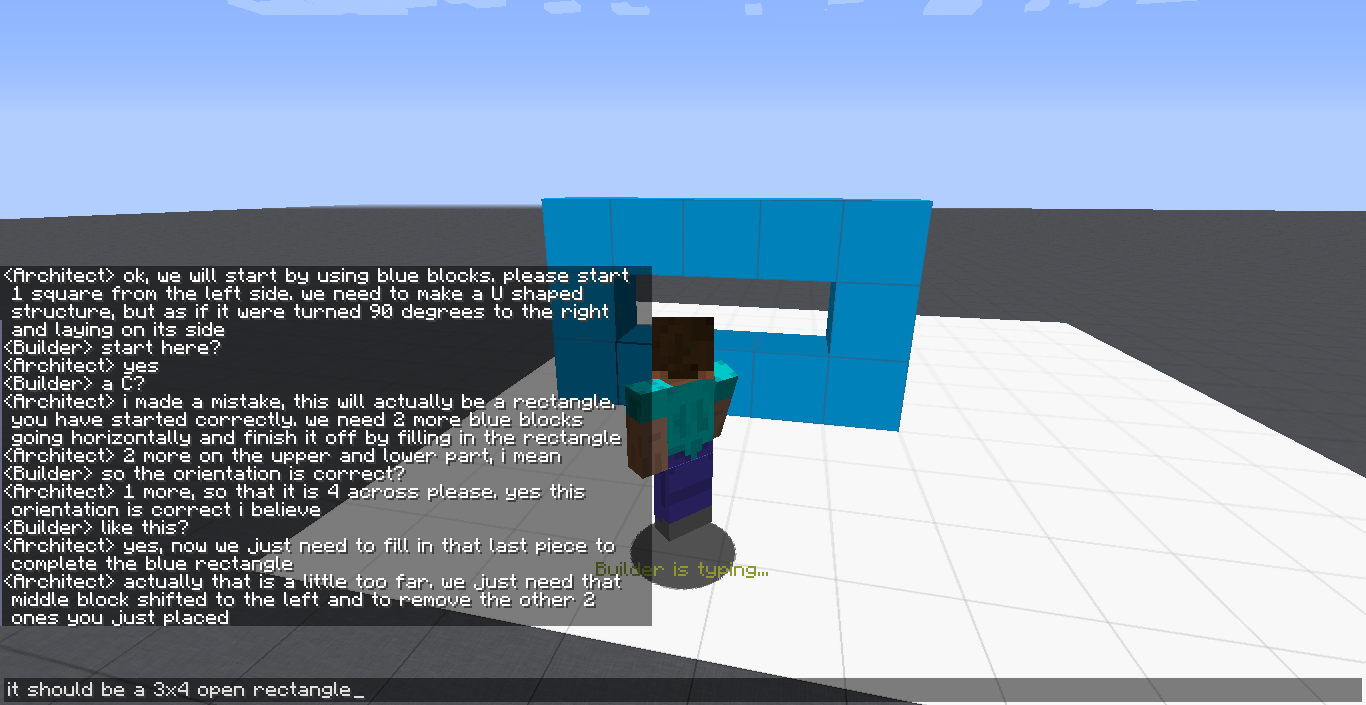 <Architect> ok, we will start by using blue blocks. please start
1 square from the left side. we need to make a U shaped
structure, but as if it were turned 90 degrees to the right
and laying on its side
<Builder> start here?
<Architect> yes
<Builder> a C?
<Architect> i made a mistake, this will actually be a rectangle.
you have started correctly. we need 2 more blue blocks
going horizontally and finish it off by filling in the rectangle
<Architect> 2 more on the upper and lower part, i mean
<Builder> so the orientation is correct?
<Architect> 1 more, so that it is 4 across please. yes this
orientation is correct i believe
<Builder> like this?
<Architect> yes, now we just need to fill in that last piece to
complete the blue rectangle
<Architect> actually that is a little too far. we just need that
middle block shifted to the left and to remove the other 2
ones you just placed
Builder is typing...
it should be a 3x4 open rectangle_